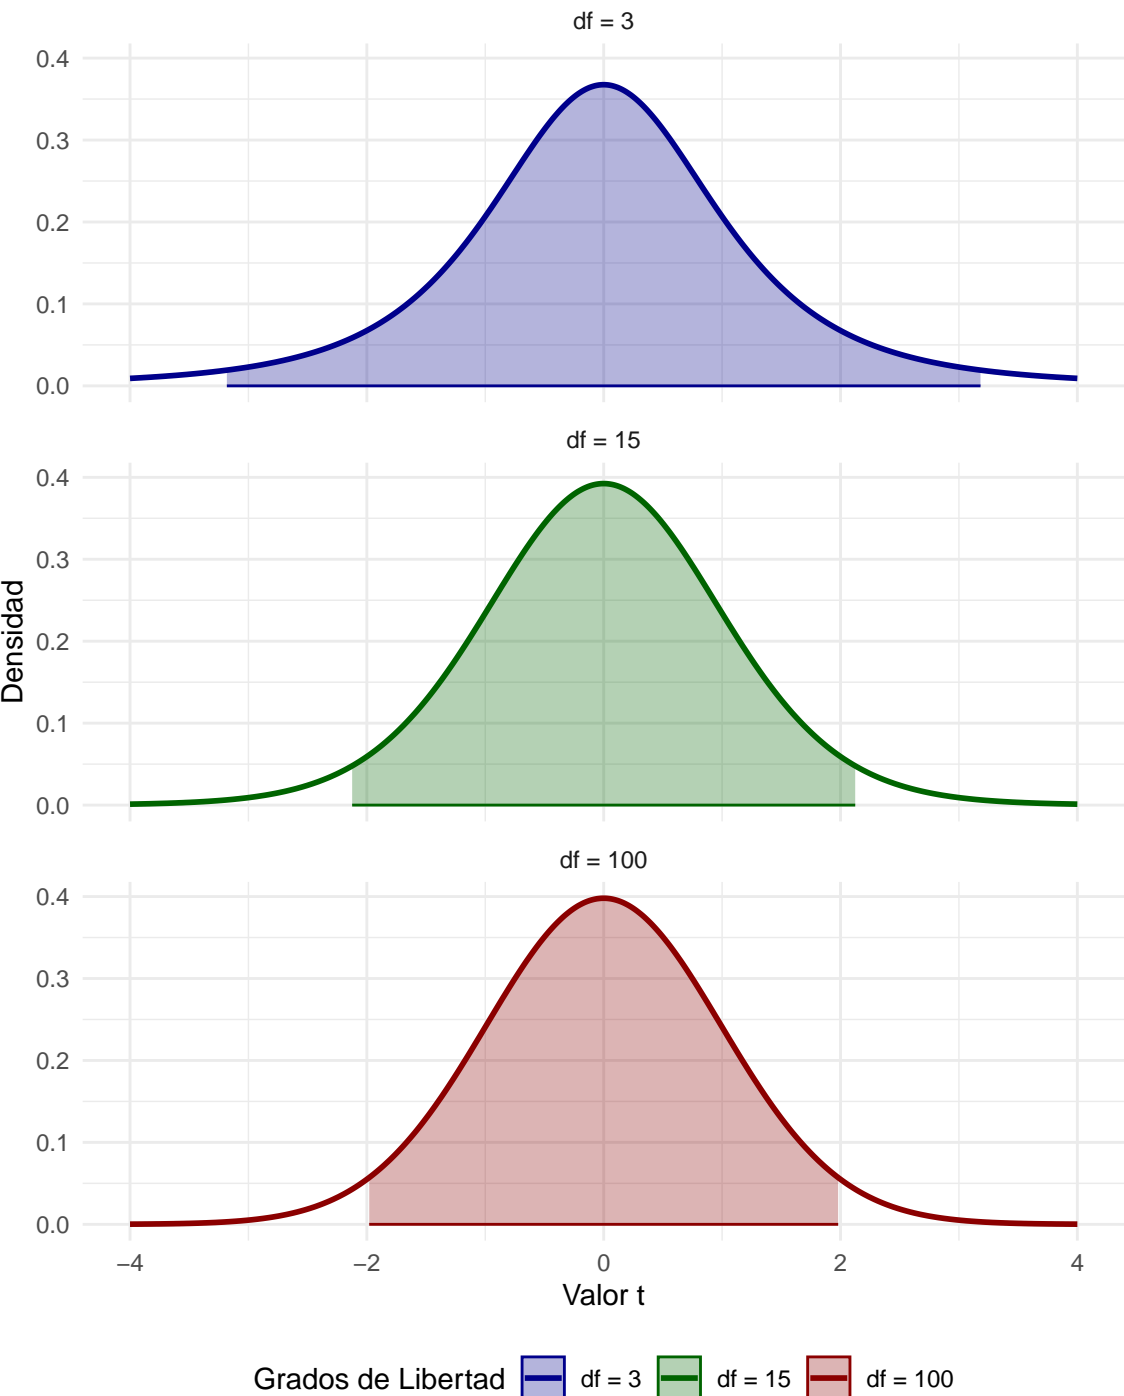 df = 3
0.4
0.3
0.2
0.1
0.0
df = 15
0.4
0.3
0.2
0.1
0.0
Densidad
df = 100
0.4
0.3
0.2
0.1
0.0
−4 −2 0 2 4
Valor t
Grados de Libertad df = 3 df = 15 df = 100